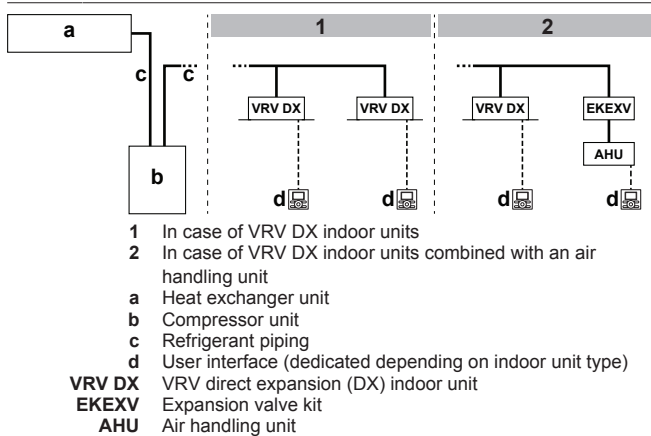 a
1
2
c
c
VRV DX
VRV DX
VRV DX
EKEXV
AHU
b
d
d
d
d
1 In case of VRV DX indoor units
2 In case of VRV DX indoor units combined with an air
handling unit
a Heat exchanger unit
b Compressor unit
c Refrigerant piping
d User interface (dedicated depending on indoor unit type)
VRV DX VRV direct expansion (DX) indoor unit
EKEXV Expansion valve kit
AHU Air handling unit